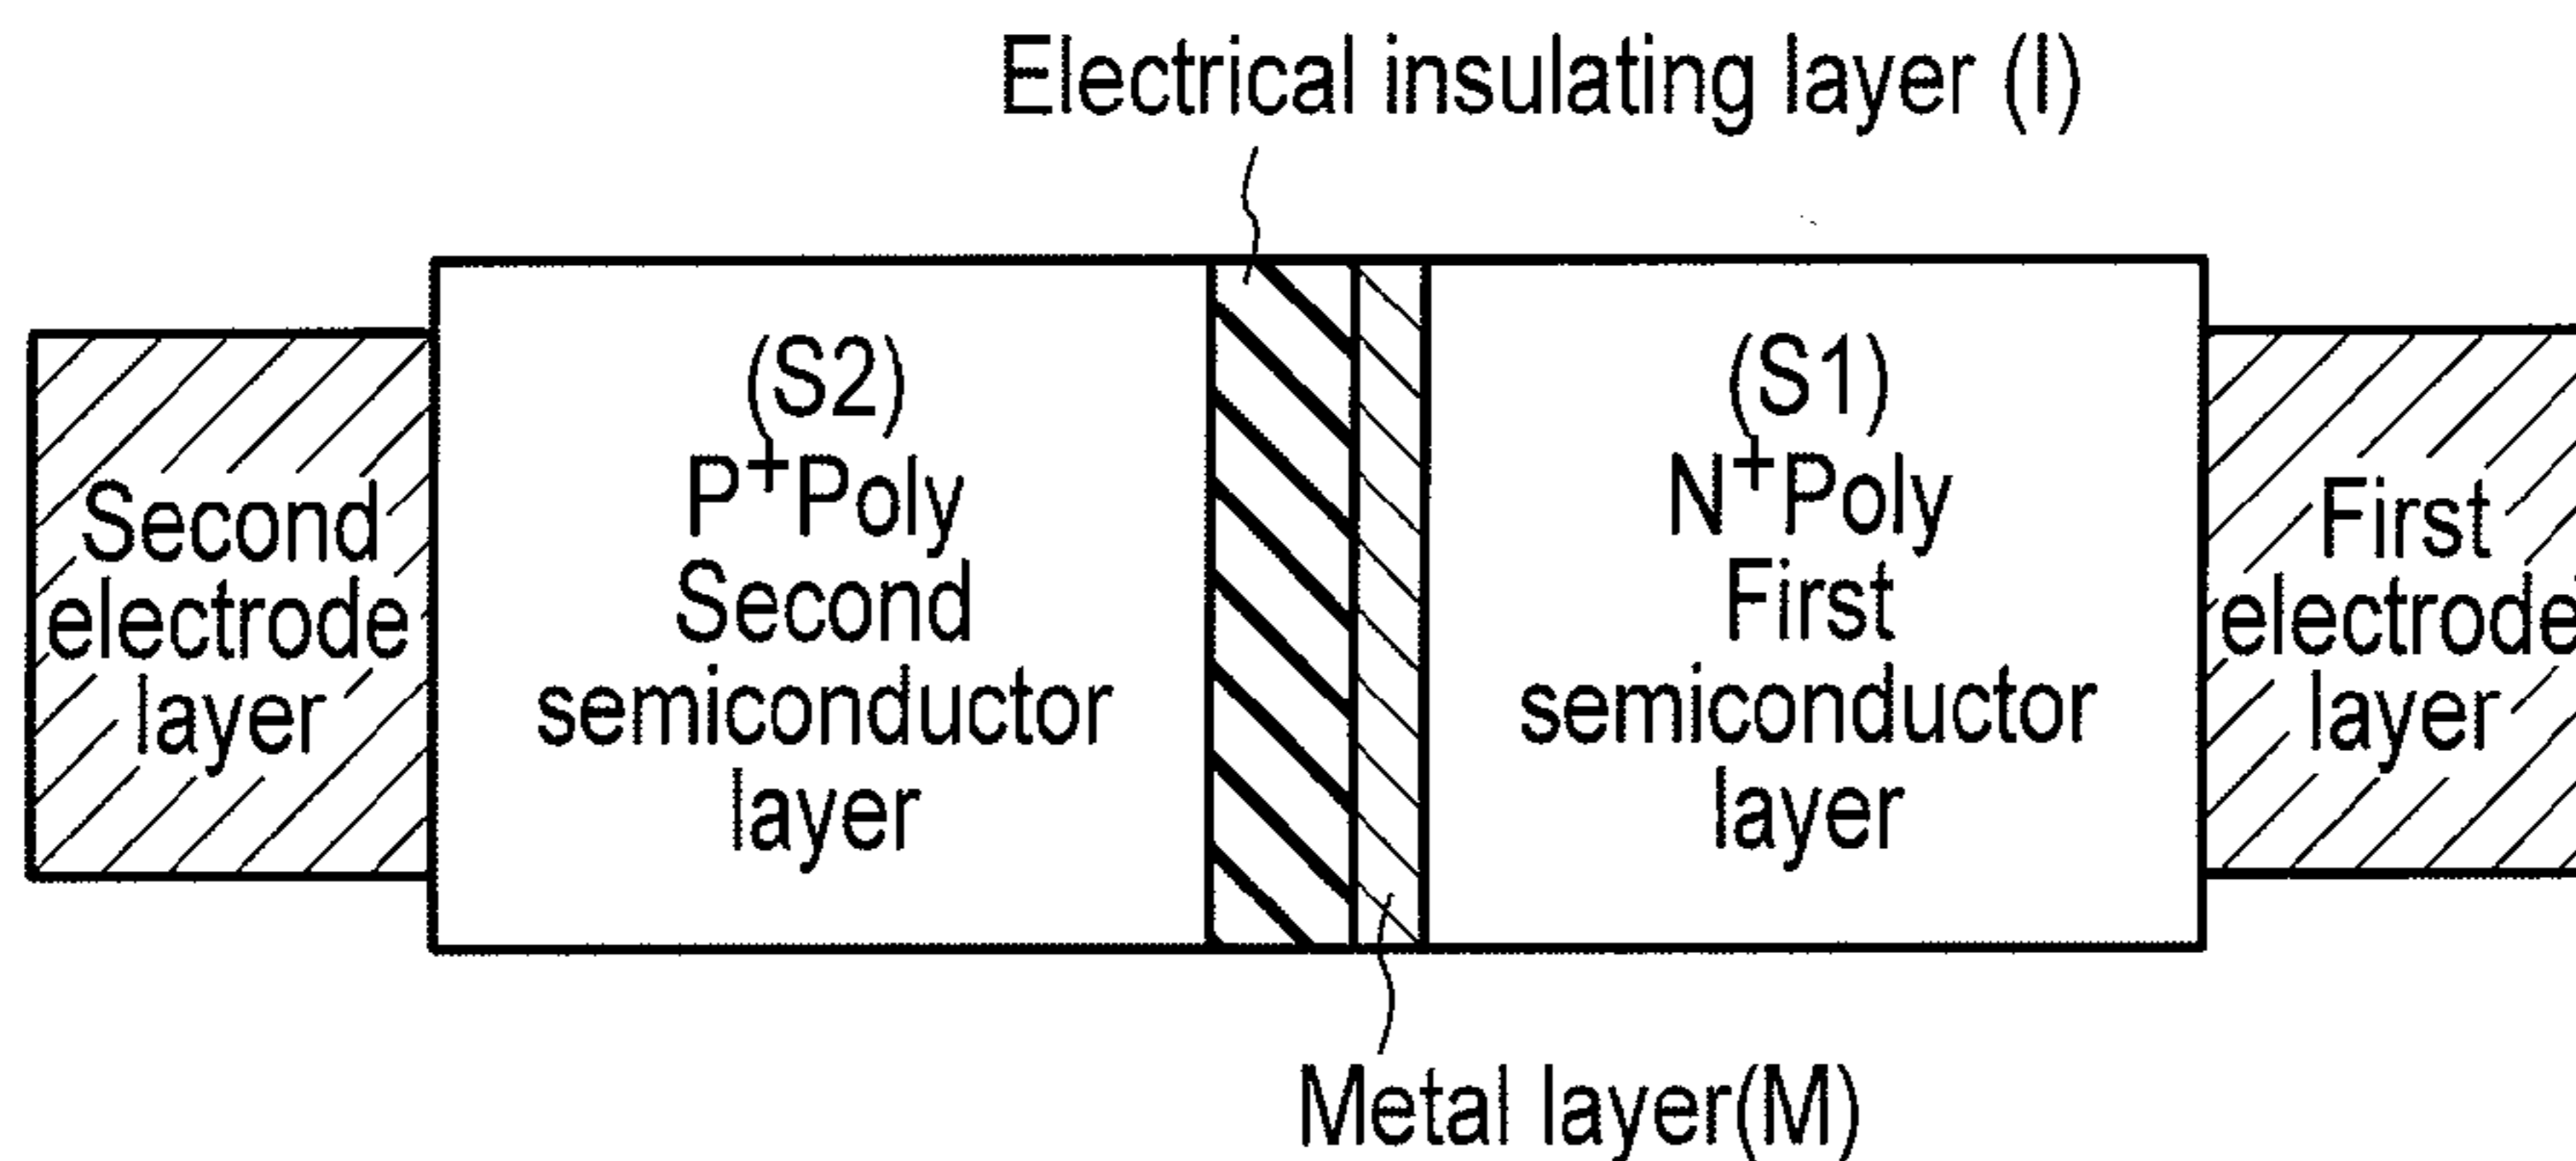 Electrical insulating layer (I)
Second
electrode
layer
(S2)
P+Poly
Second
semiconductor
layer
(S1)
N+Poly
First
semiconductor
layer
First
electrode
layer
Metal layer(M)